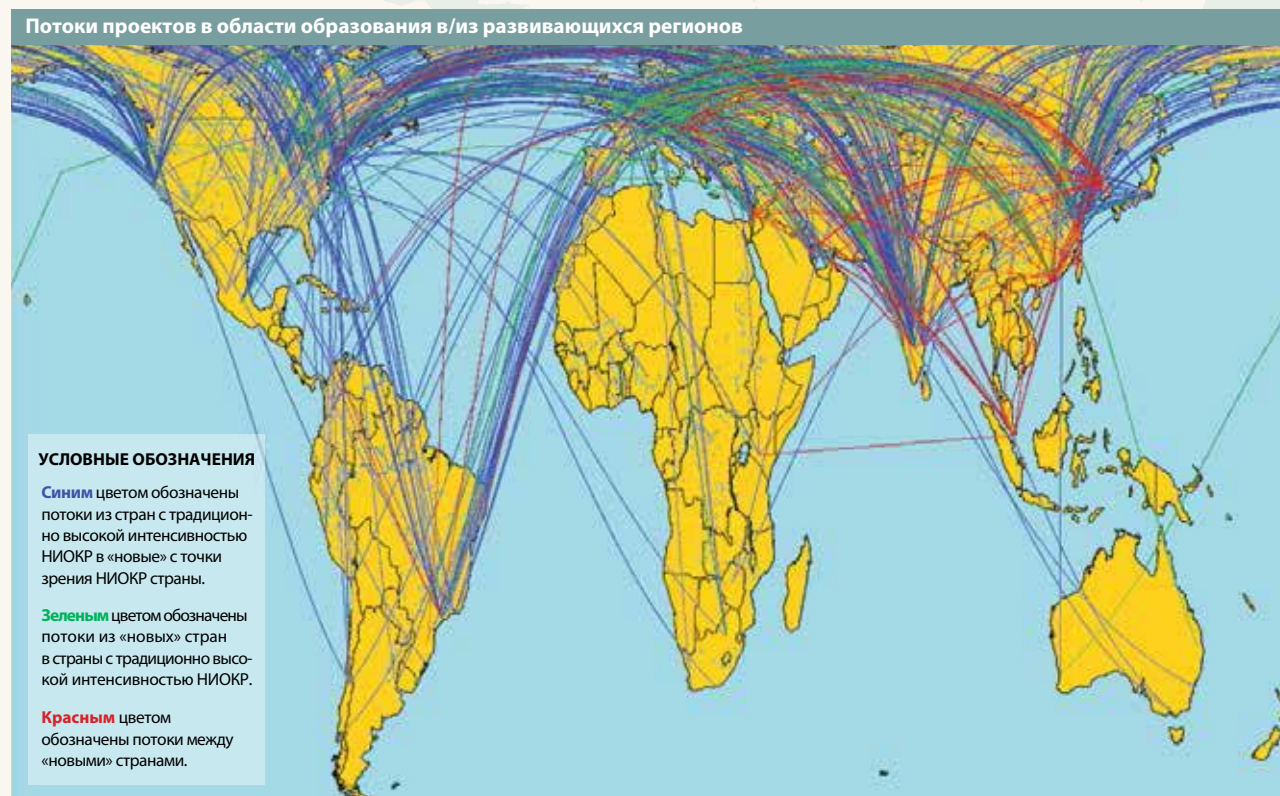 Потоки проектов в области образования в/из развивающихся регионов
УСЛОВНЫЕ ОБОЗНАЧЕНИЯ
Синим цветом обозначены
потоки из стран с традицион-
но высокой интенсивностью
НИОКР в «новые» с точки
зрения НИОКР страны.
Зеленым цветом обозначены
потоки из «новых» стран
в страны с традиционно высо-
кой интенсивностью НИОКР.
Красным цветом
обозначены потоки между
«новыми» странами.